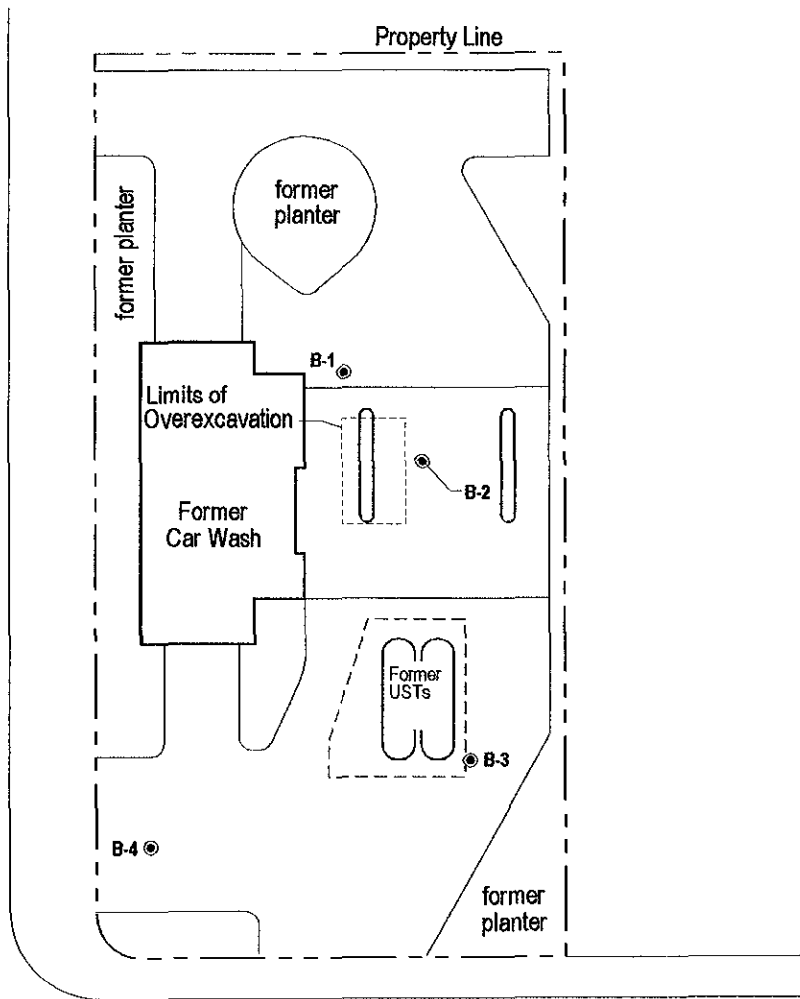 Property Line
former
planter
former planter
B-1
Limits of
Overexcavation
B-2
Former
Car Wash
Former
USTs
B-3
B-4
former
planter